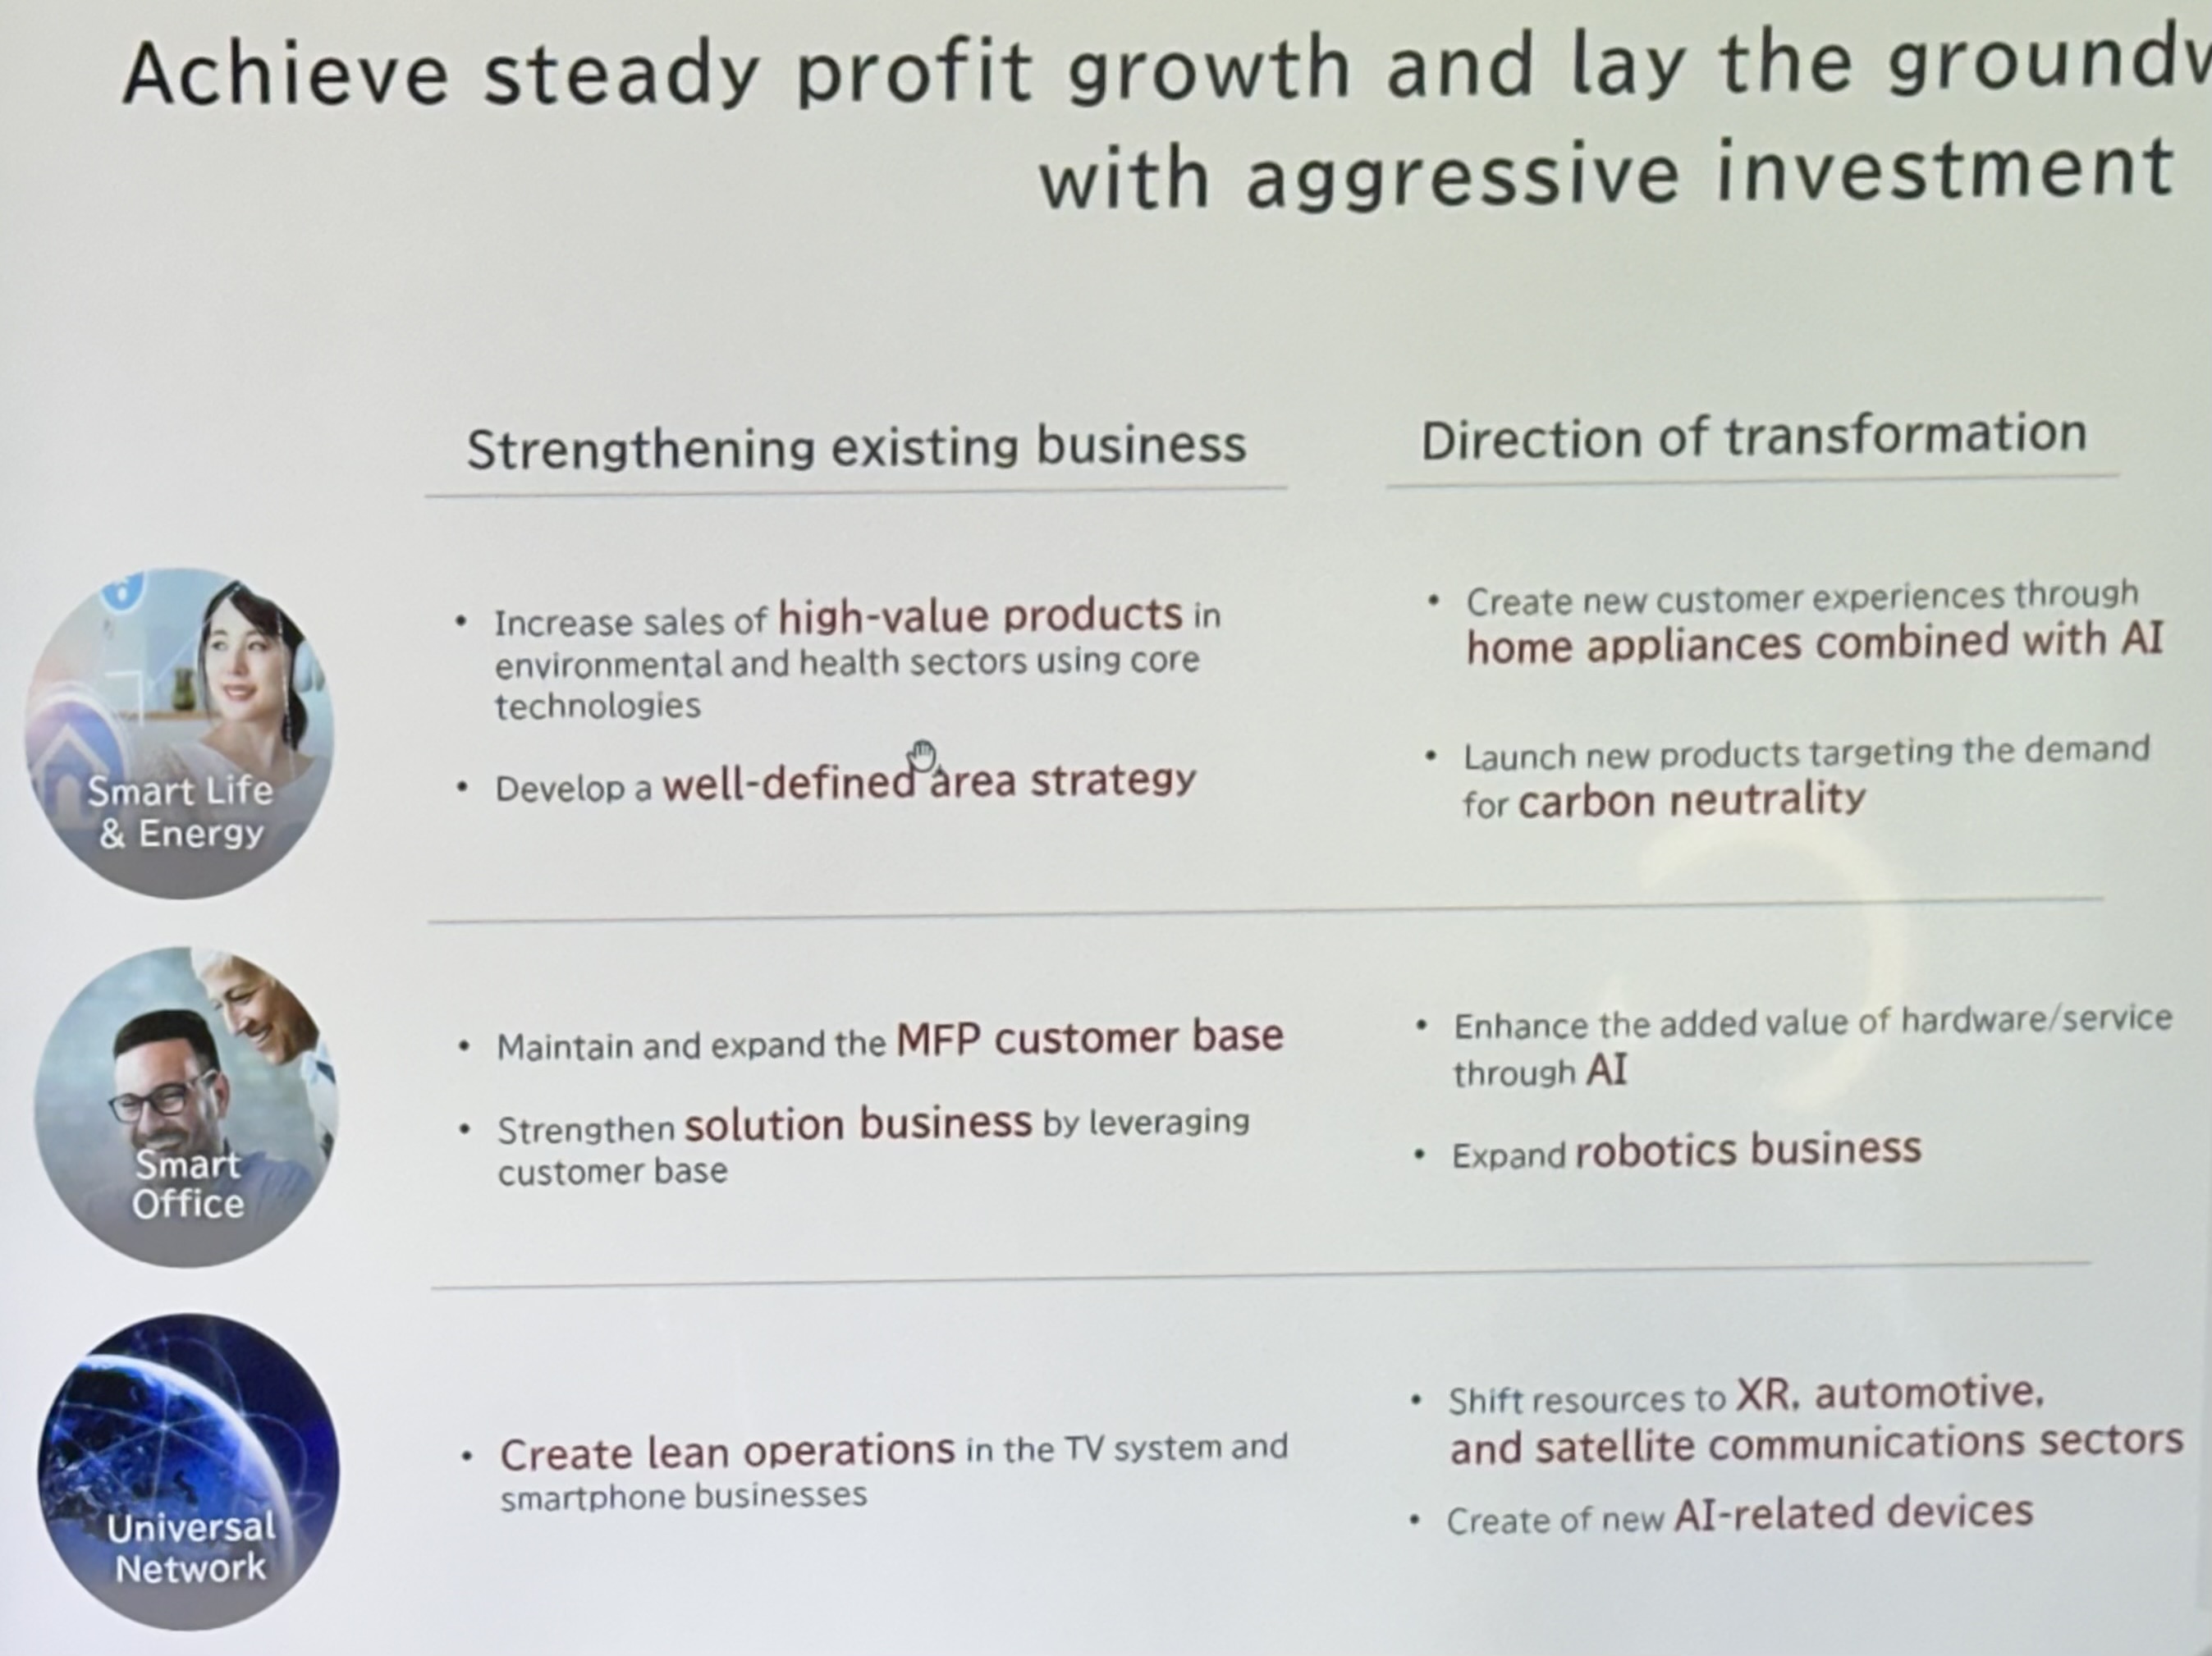 Achieve steady profit growth and lay the groundw
with aggressive investment
Strengthening existing business
Direction of transformation
Smart Life
& Energy
• Increase sales of high-value products in
environmental and health sectors using core
technologies
• Develop a well-defined area strategy
• Create new customer experiences through
home appliances combined with AI
• Launch new products targeting the demand
for carbon neutrality
Smart
Office
• Maintain and expand the MFP customer base
• Strengthen solution business by leveraging
customer base
• Enhance the added value of hardware/service
through AI
• Expand robotics business
Universal
Network
• Create lean operations in the TV system and
smartphone businesses
• Shift resources to XR, automotive,
and satellite communications sectors
• Create of new AI-related devices